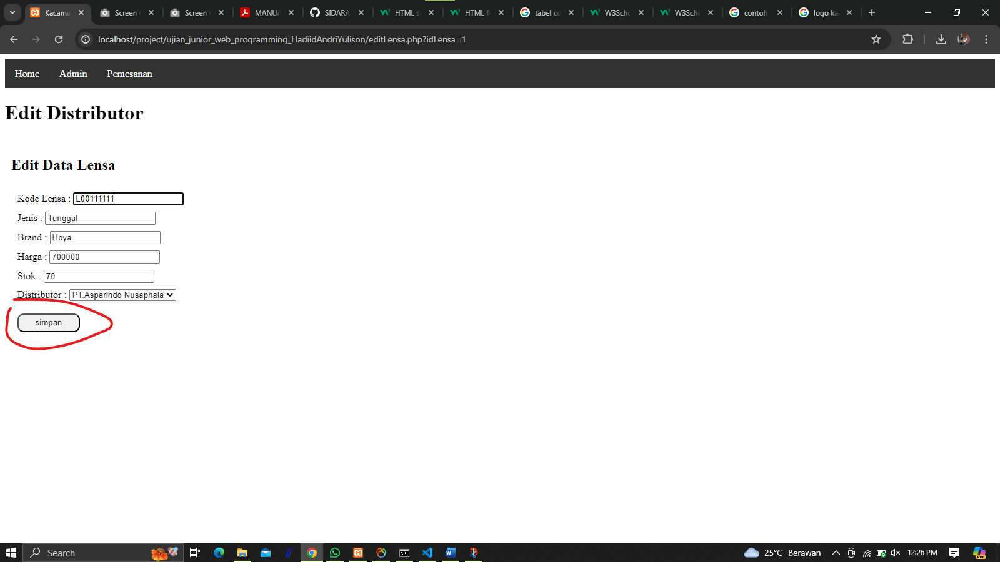 Kacama
Screen
Screen
MANUA
SIDARA
HTML s
HTML fo
tabel co
W3Scho
W3Scho
contoh
logo ka
localhost/project/ujian_junior_web_programming_HadiidAndriYulison/editLensa.php?idLensa=1
Home Admin Pemesanan
Edit Distributor
Edit Data Lensa
Kode Lensa : L00111111
Jenis : Tunggal
Brand : Hoya
Harga : 700000
Stok : 70
Distributor : PT.Asparindo Nusaphala
simpan
Search
25°C Berawan
12:26 PM